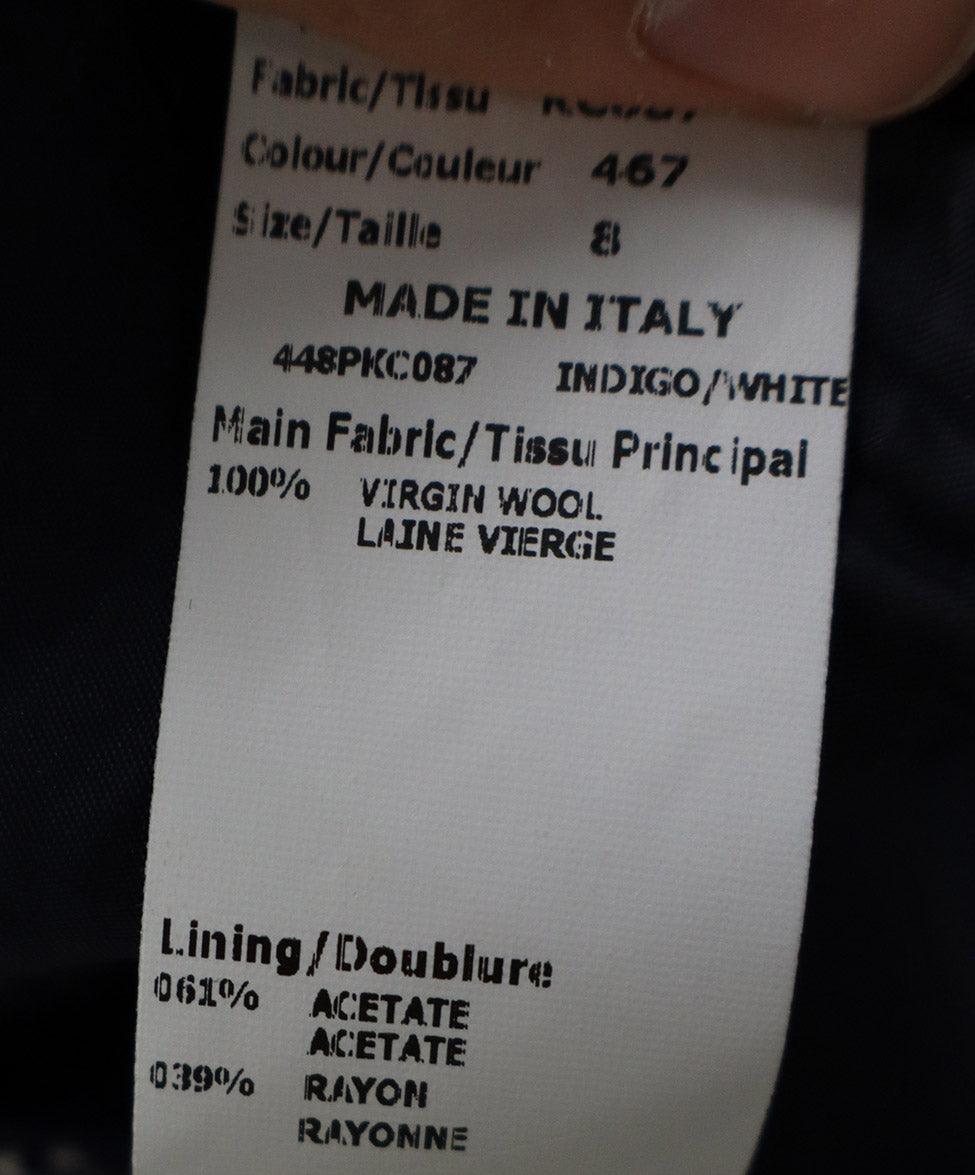 Fabric/Tissu
Colour/Couleur 467
Size/Taille 8
MADE IN ITALY
448PKC087 INDIGO/WHITE
Main Fabric/Tissu Principal
100% VIRGIN WOOL
LAINE VIERGE
Lining/Doublure
061% ACETATE
ACETATE
039% RAYON
RAYONNE